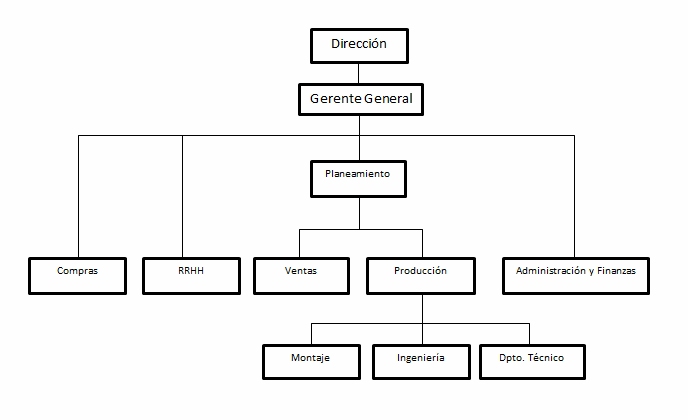 Dirección
Gerente General
Planeamiento
Compras
RRHH
Ventas
Producción
Administración y Finanzas
Montaje
Ingeniería
Dpto. Técnico